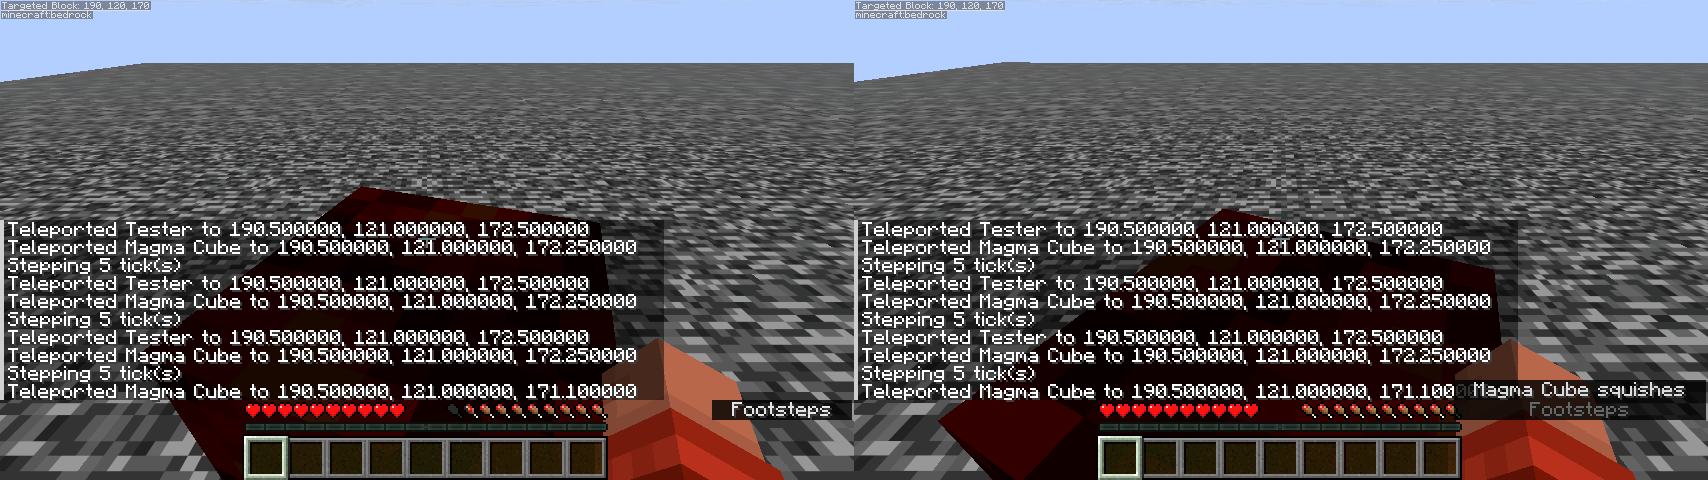 Targeted Block: 190, 120, 170
minecraft:bedrock
Teleported Tester to 190.500000, 121.000000, 172.500000
Teleported Magma Cube to 190.500000, 121.000000, 172.250000
Stepping 5 tick(s)
Teleported Tester to 190.500000, 121.000000, 172.500000
Teleported Magma Cube to 190.500000, 121.000000, 172.250000
Stepping 5 tick(s)
Teleported Tester to 190.500000, 121.000000, 172.500000
Teleported Magma Cube to 190.500000, 121.000000, 172.250000
Stepping 5 tick(s)
Teleported Magma Cube to 190.500000, 121.000000, 171.100000
Footsteps
Targeted Block: 190, 120, 170
minecraft:bedrock
Teleported Tester to 190.500000, 121.000000, 172.500000
Teleported Magma Cube to 190.500000, 121.000000, 172.250000
Stepping 5 tick(s)
Teleported Tester to 190.500000, 121.000000, 172.500000
Teleported Magma Cube to 190.500000, 121.000000, 172.250000
Stepping 5 tick(s)
Teleported Tester to 190.500000, 121.000000, 172.500000
Teleported Magma Cube to 190.500000, 121.000000, 172.250000
Stepping 5 tick(s)
Teleported Magma Cube to 190.500000, 121.000000, 171.100
Magma Cube squishes
Footsteps